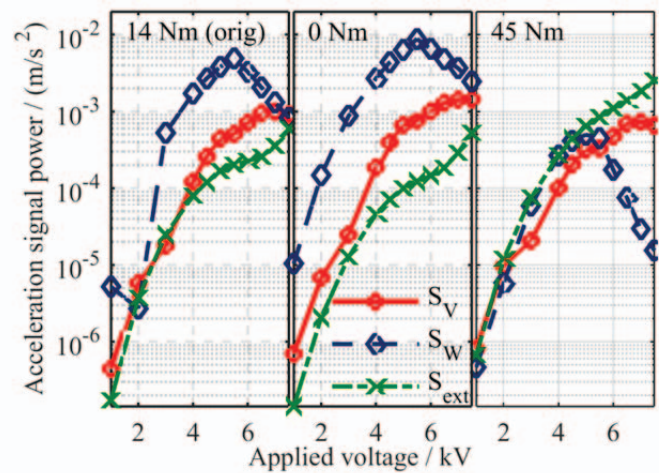 Acceleration signal power / (m/s²)
10⁻²
10⁻³
10⁻⁴
10⁻⁵
10⁻⁶
14 Nm (orig)
0 Nm
45 Nm
S_V
S_W
S_ext
2 4 6 2 4 6 2 4 6
Applied voltage / kV